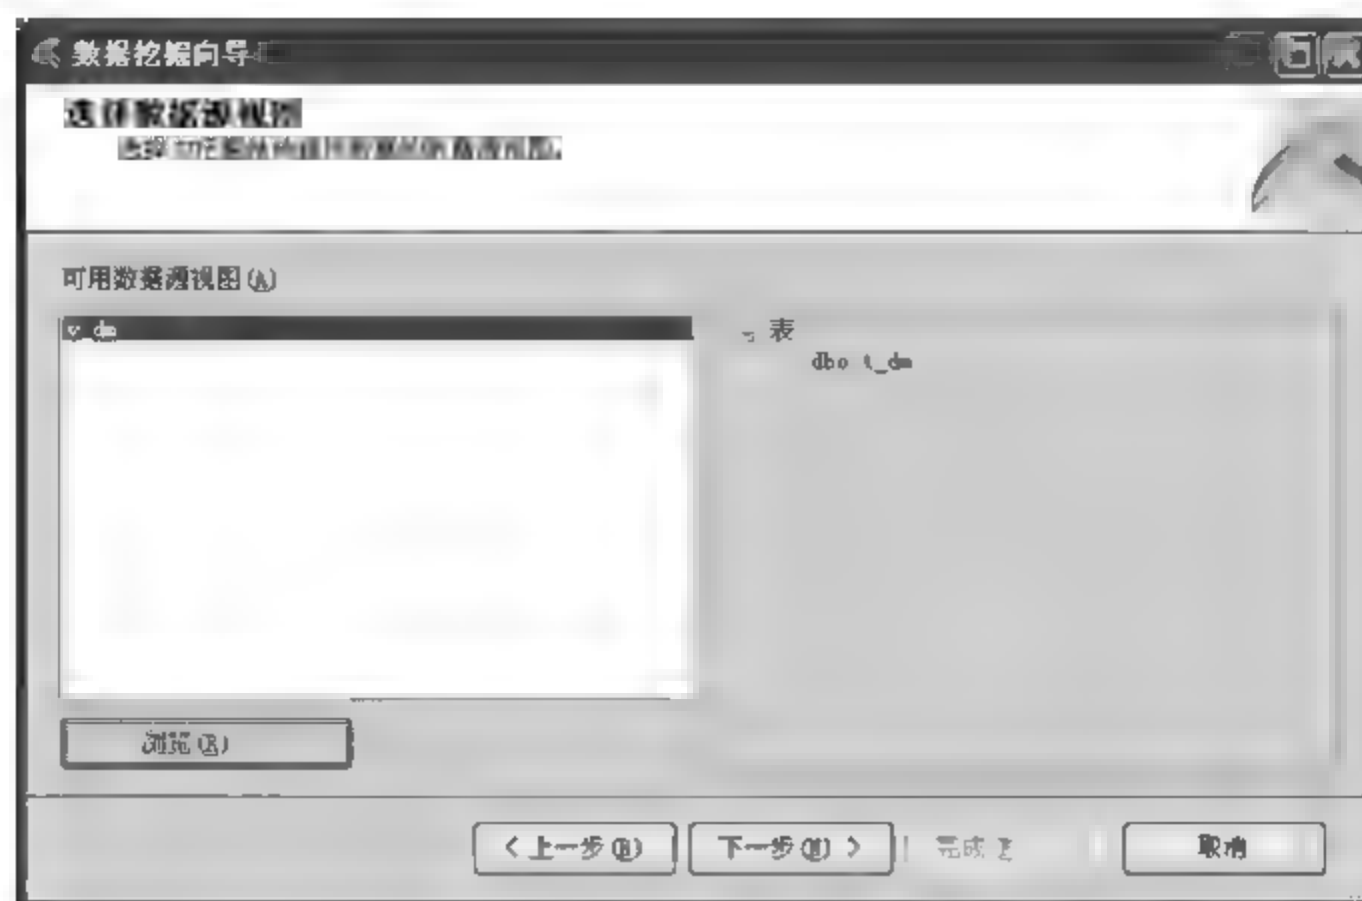 数据挖掘向导
选择数据源视图
可用数据源视图(A)
v_dm
表
dbo t_dm
浏览(R)
< 上一步(B)
下一步(N) >
完成
取消